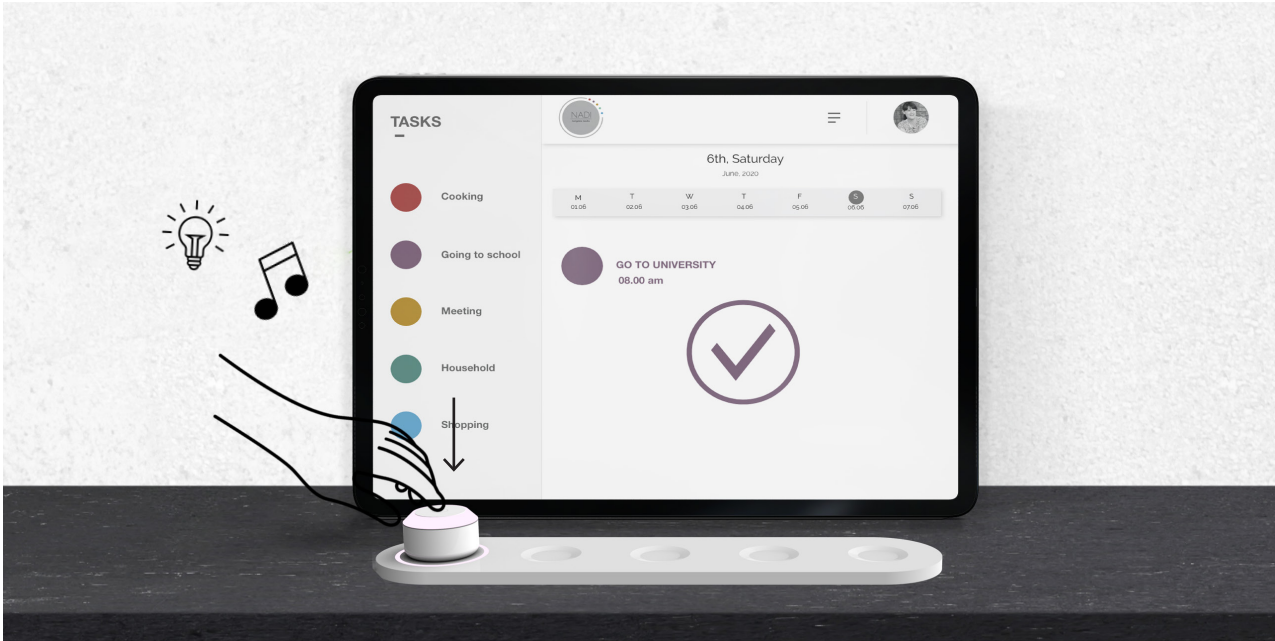 TASKS
Cooking
Going to school
Meeting
Household
Shopping
NADI
6th, Saturday
June, 2020
M T W T F S S
01.06 02.06 03.06 04.06 05.06 06.06 07.06
GO TO UNIVERSITY
08.00 am